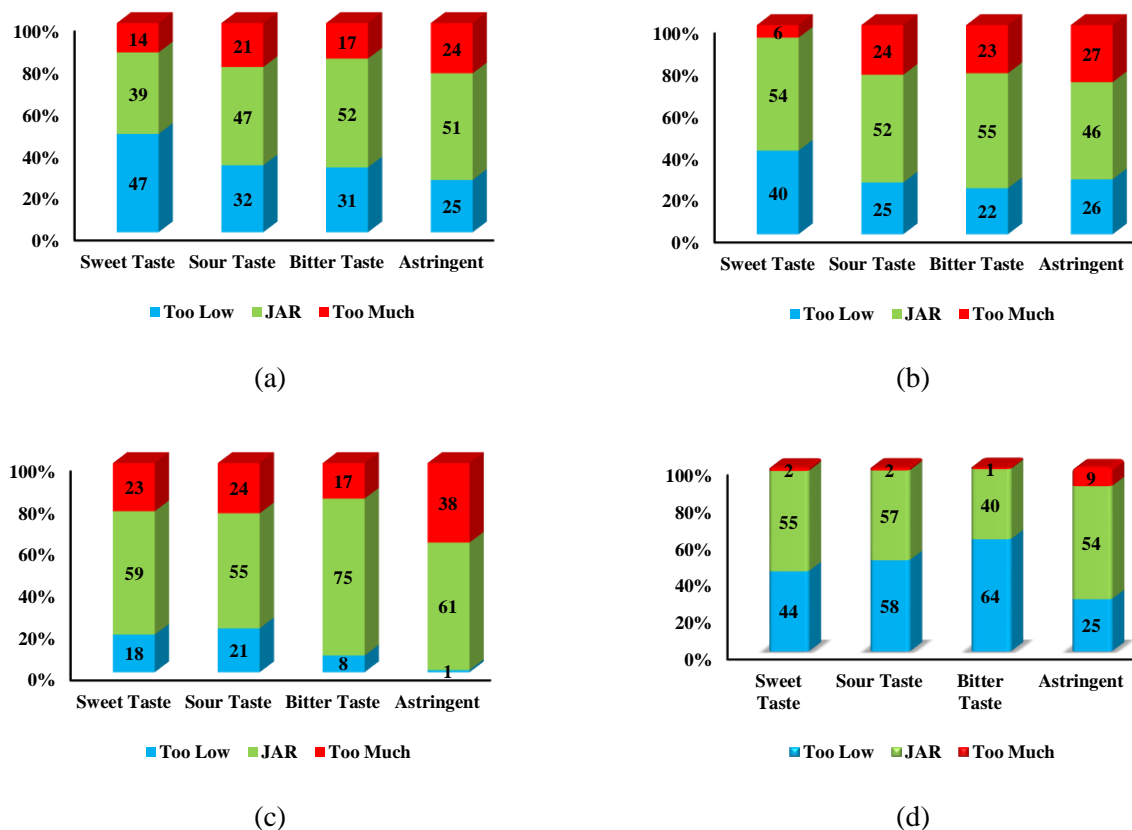 100%
80%
60%
40%
20%
0%
14 21 17 24
39 47 52 51
47 32 31 25
Sweet Taste Sour Taste Bitter Taste Astringent
Too Low JAR Too Much
(a)
100%
80%
60%
40%
20%
0%
6 24 23 27
54 52 55 46
40 25 22 26
Sweet Taste Sour Taste Bitter Taste Astringent
Too Low JAR Too Much
(b)
100%
80%
60%
40%
20%
0%
23 24 17 38
59 55 75 61
18 21 8 1
Sweet Taste Sour Taste Bitter Taste Astringent
Too Low JAR Too Much
(c)
100%
80%
60%
40%
20%
0%
2 2 1 9
55 57 40 54
44 58 64 25
Sweet Taste Sour Taste Bitter Taste Astringent
Too Low JAR Too Much
(d)